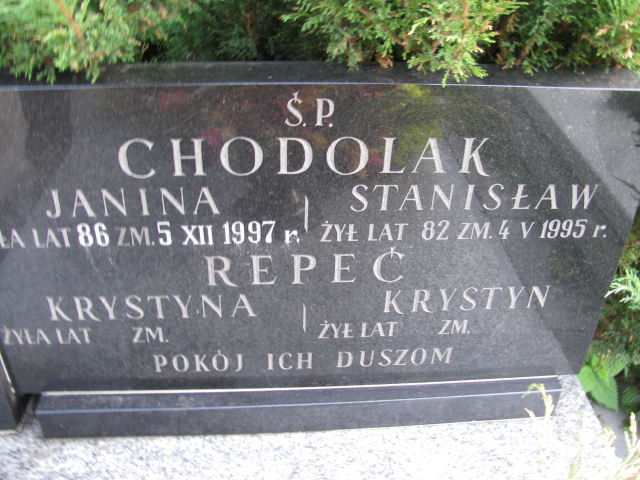 Ś.P.
CHODOLAK
JANINA STANISŁAW
ŁA LAT 86 ZM. 5 XII 1997 r. ŻYŁ LAT 82 ZM. 4 V 1995 r.
REPEĆ
KRYSTYNA KRYSTYN
ŻYŁA LAT ZM. ŻYŁ LAT ZM.
POKÓJ ICH DUSZOM